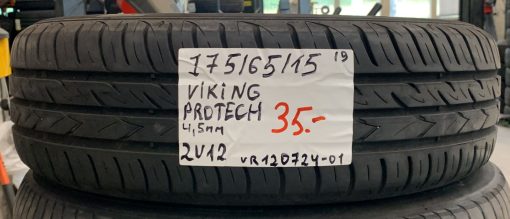 175/65/15 19
VIKING
PROTECH 35.-
4,5mm
2V12 VR120724-01